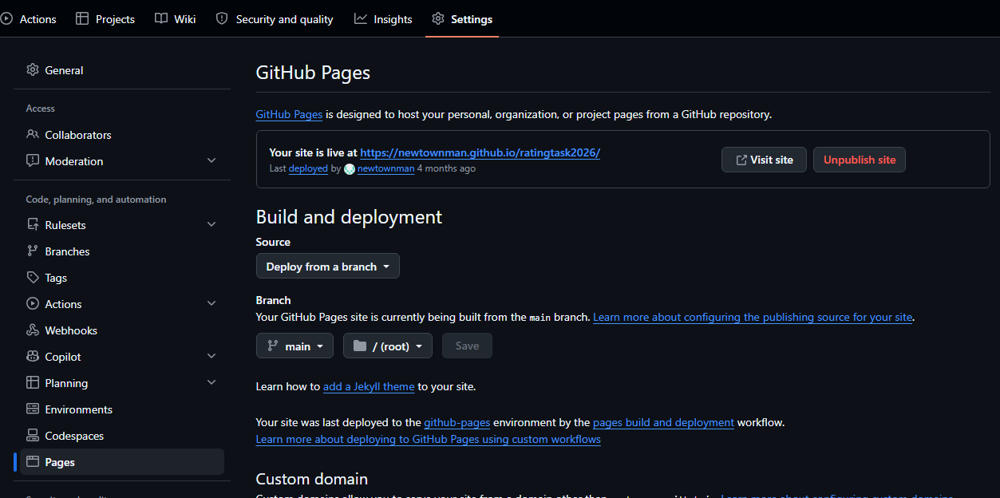 Actions
Projects
Wiki
Security and quality
Insights
Settings
General
Access
Collaborators
Moderation
Code, planning, and automation
Rulesets
Branches
Tags
Actions
Webhooks
Copilot
Planning
Environments
Codespaces
Pages
GitHub Pages
GitHub Pages is designed to host your personal, organization, or project pages from a GitHub repository.
Your site is live at https://newtownman.github.io/ratingtask2026/
Last deployed by newtownman 4 months ago
Visit site
Unpublish site
Build and deployment
Source
Deploy from a branch
Branch
Your GitHub Pages site is currently being built from the main branch. Learn more about configuring the publishing source for your site.
main
/ (root)
Save
Learn how to add a Jekyll theme to your site.
Your site was last deployed to the github-pages environment by the pages build and deployment workflow.
Learn more about deploying to GitHub Pages using custom workflows
Custom domain